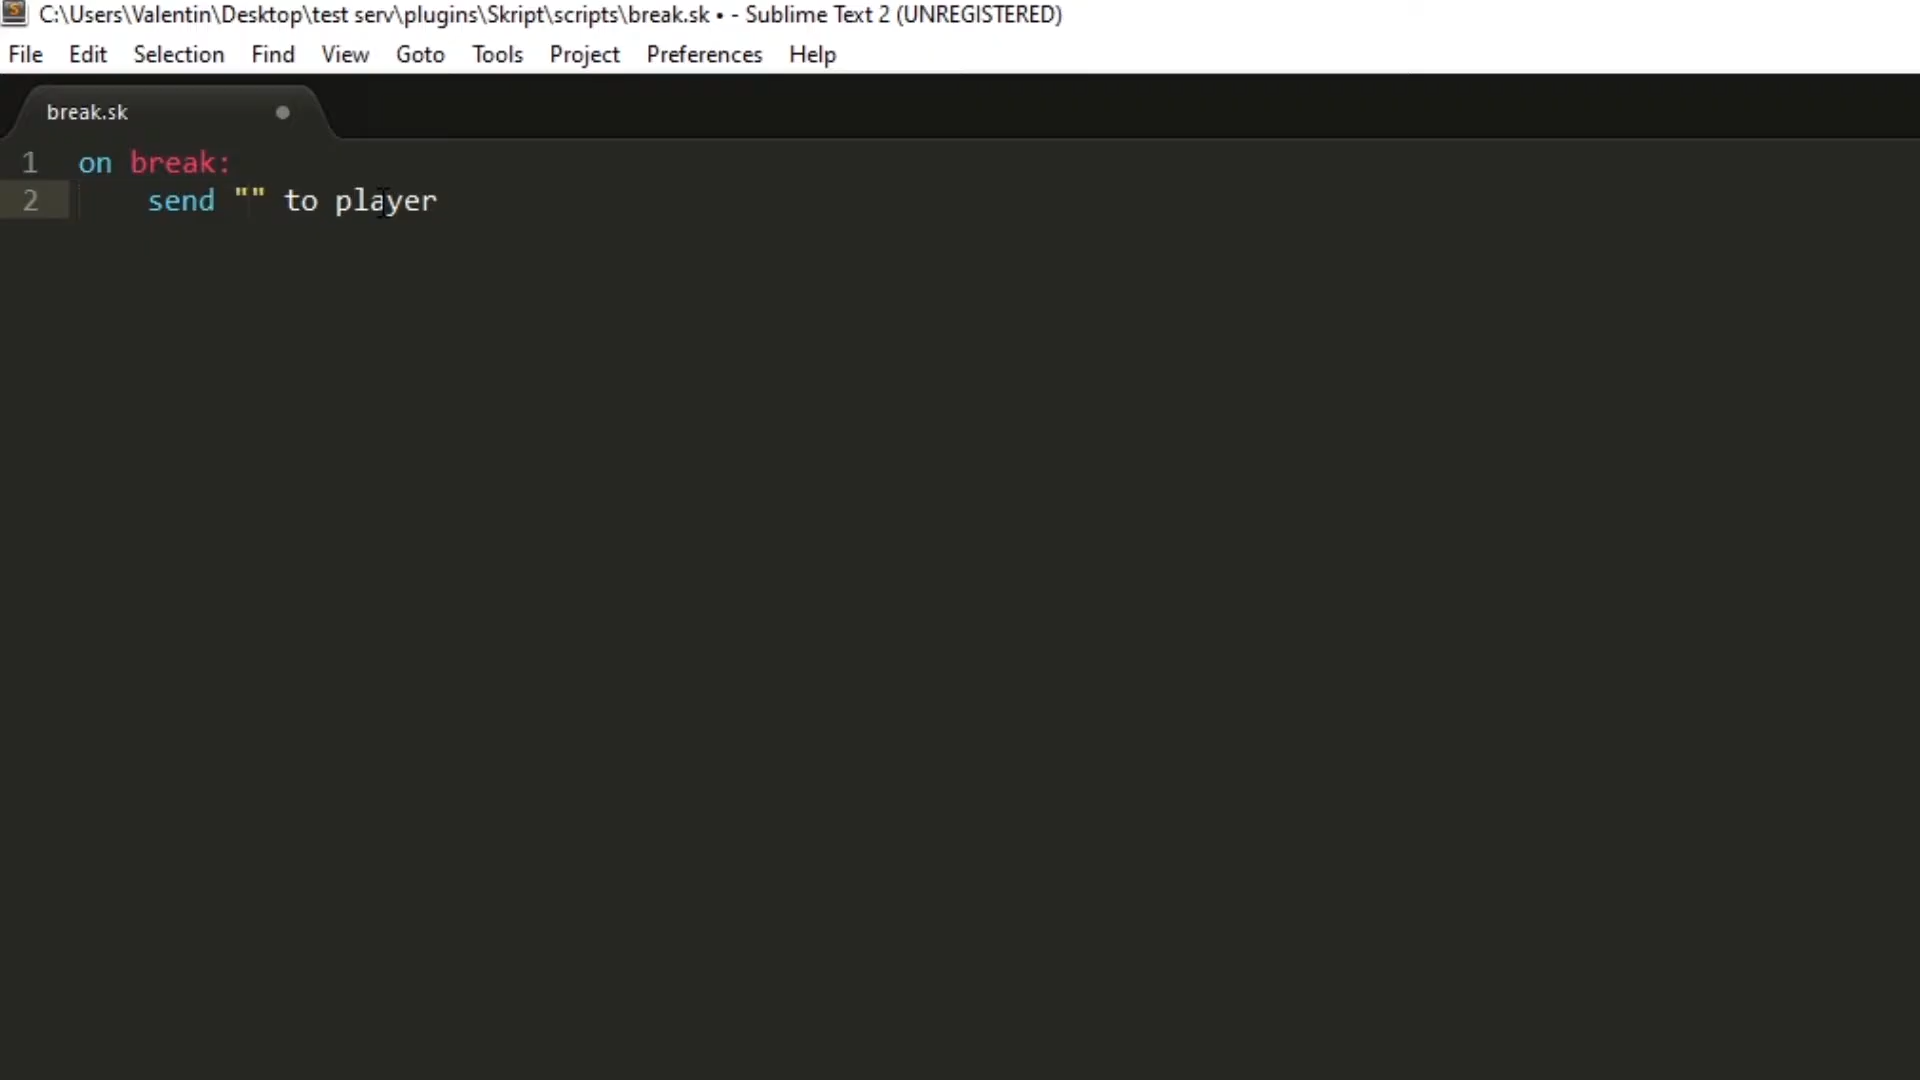 C:\Users\Valentin\Desktop\test serv\plugins\Skript\scripts\break.sk • - Sublime Text 2 (UNREGISTERED)
File Edit Selection Find View Goto Tools Project Preferences Help
break.sk
1 on break:
2 send "" to player